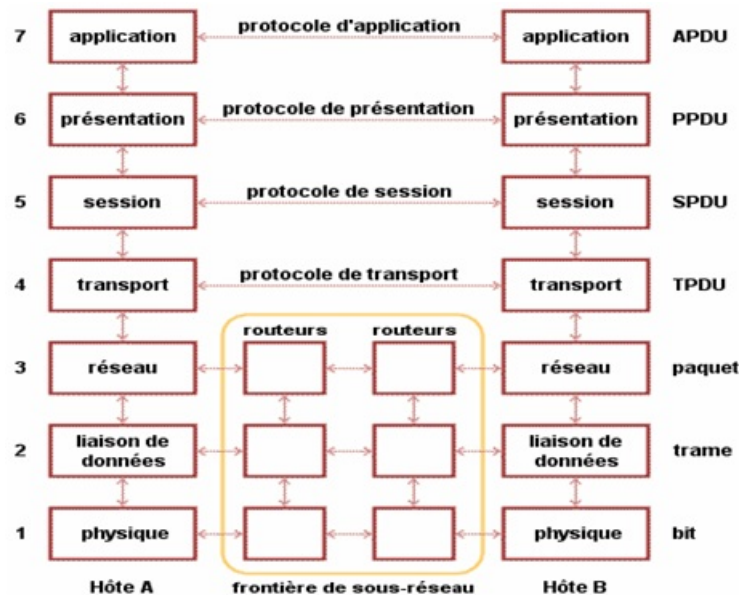 7 application protocole d'application application APDU
6 présentation protocole de présentation présentation PPDU
5 session protocole de session session SPDU
4 transport protocole de transport transport TPDU
routeurs routeurs
3 réseau réseau paquet
2 liaison de données liaison de données trame
1 physique physique bit
Hôte A frontière de sous-réseau Hôte B